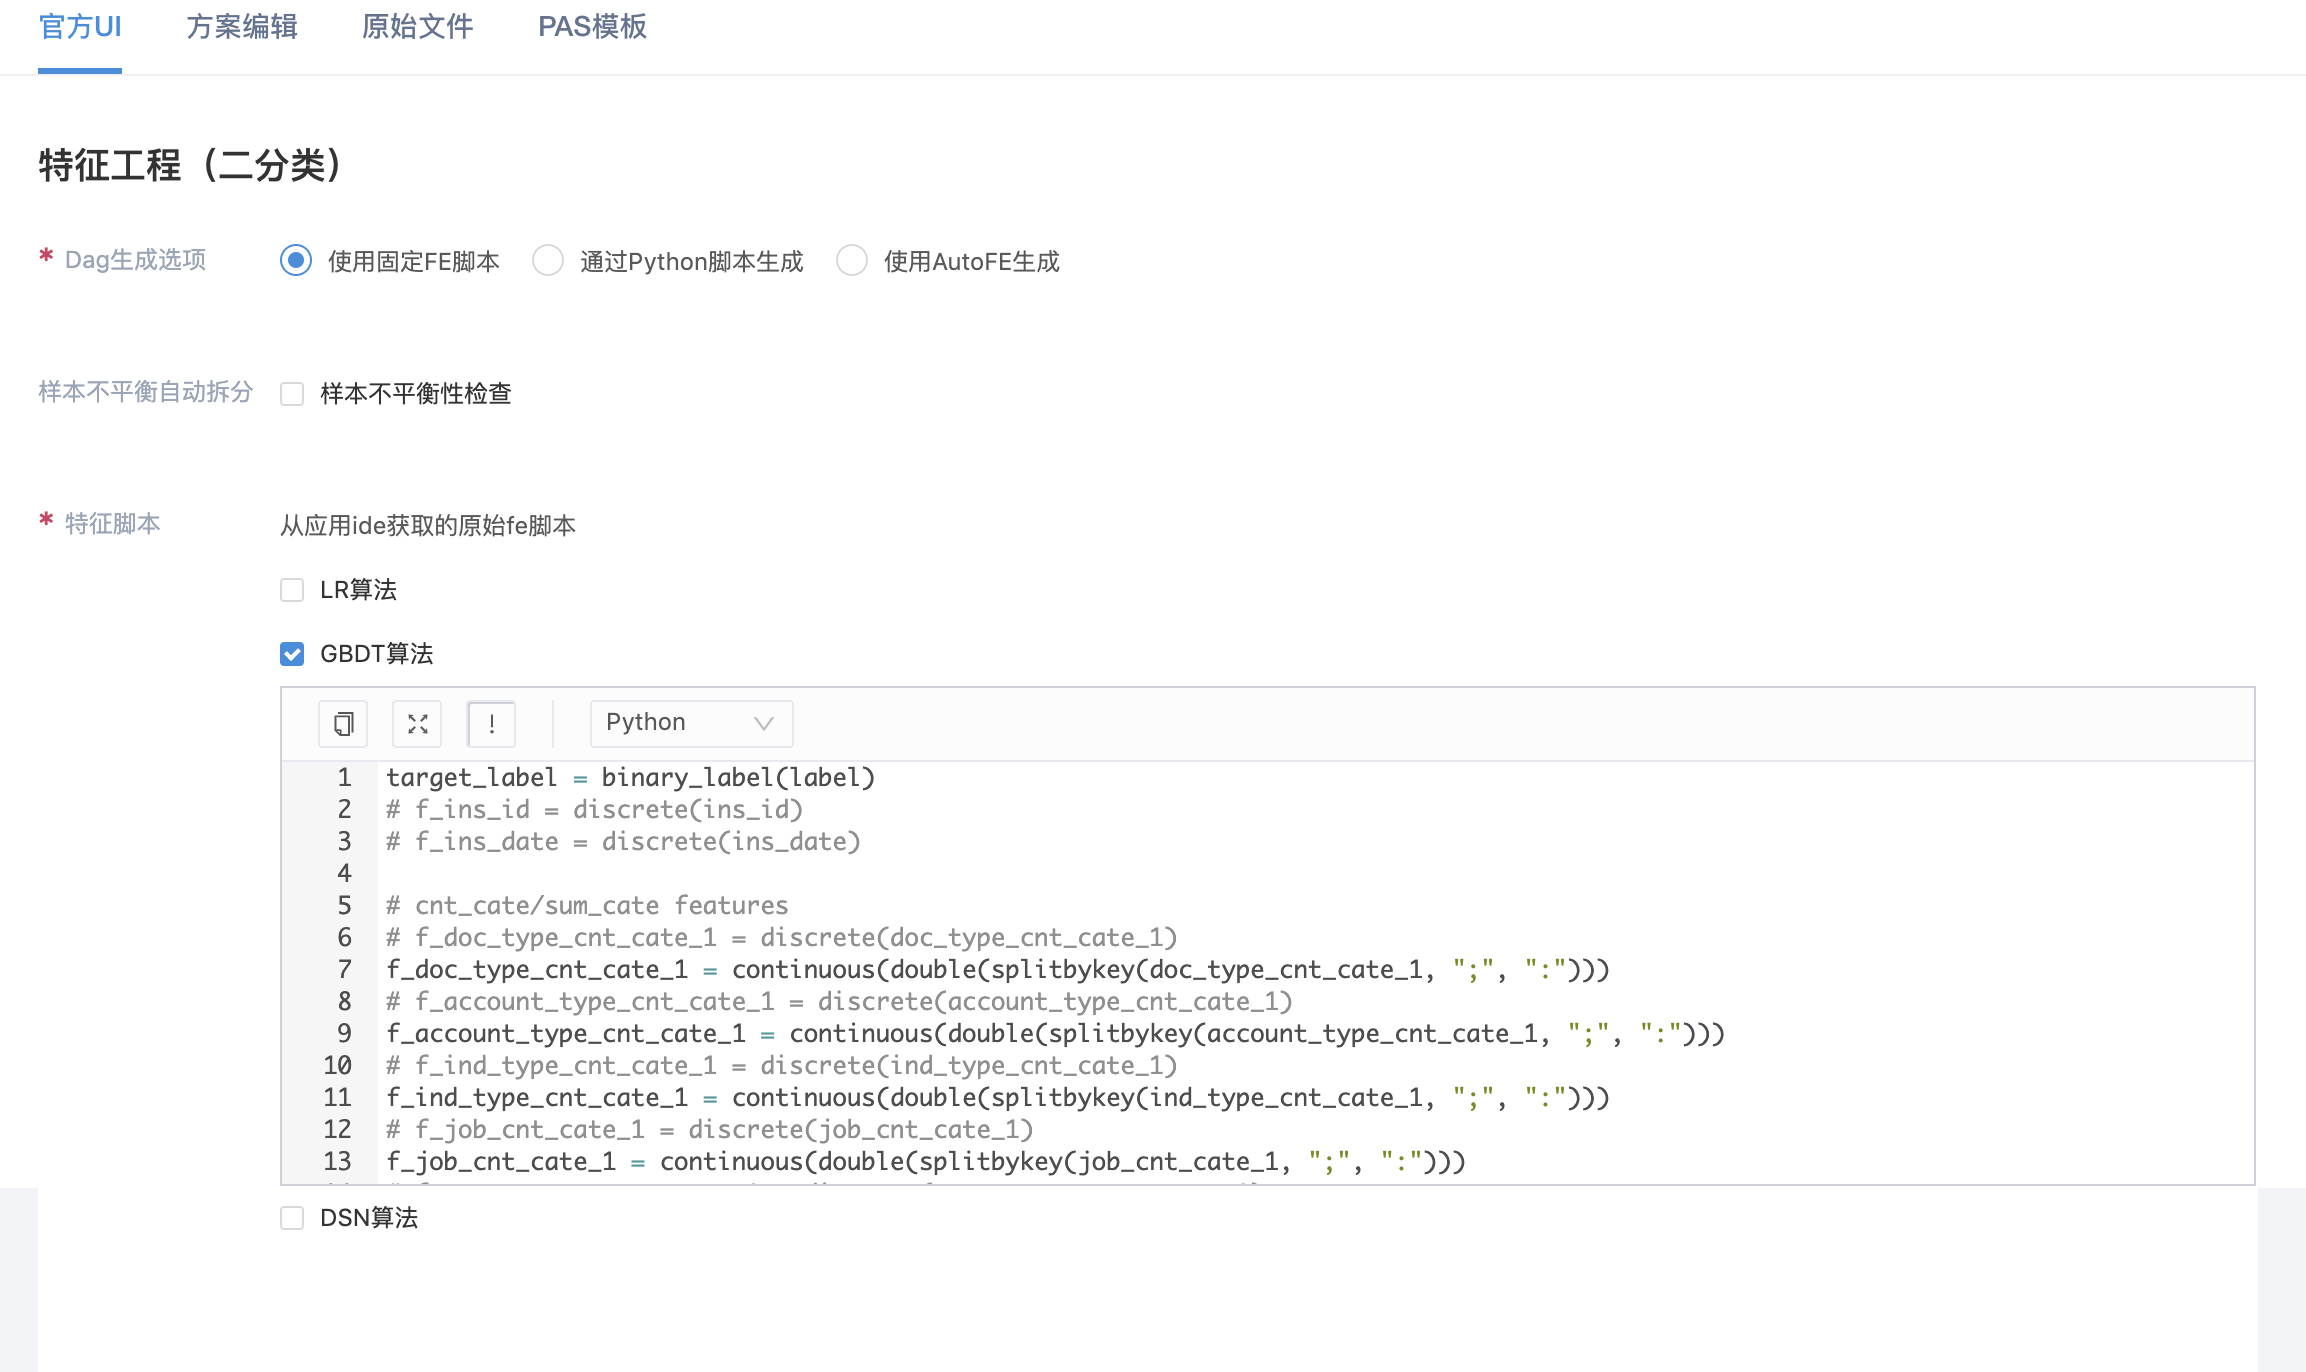 官方UI 方案编辑 原始文件 PAS模板
特征工程（二分类）
* Dag生成选项 使用固定FE脚本 通过Python脚本生成 使用AutoFE生成
样本不平衡自动拆分 样本不平衡性检查
* 特征脚本 从应用ide获取的原始fe脚本
LR算法
GBDT算法
! Python
1 target_label = binary_label(label)
2 # f_ins_id = discrete(ins_id)
3 # f_ins_date = discrete(ins_date)
4
5 # cnt_cate/sum_cate features
6 # f_doc_type_cnt_cate_1 = discrete(doc_type_cnt_cate_1)
7 f_doc_type_cnt_cate_1 = continuous(double(splitbykey(doc_type_cnt_cate_1, ";", ":")))
8 # f_account_type_cnt_cate_1 = discrete(account_type_cnt_cate_1)
9 f_account_type_cnt_cate_1 = continuous(double(splitbykey(account_type_cnt_cate_1, ";", ":")))
10 # f_ind_type_cnt_cate_1 = discrete(ind_type_cnt_cate_1)
11 f_ind_type_cnt_cate_1 = continuous(double(splitbykey(ind_type_cnt_cate_1, ";", ":")))
12 # f_job_cnt_cate_1 = discrete(job_cnt_cate_1)
13 f_job_cnt_cate_1 = continuous(double(splitbykey(job_cnt_cate_1, ";", ":")))
DSN算法